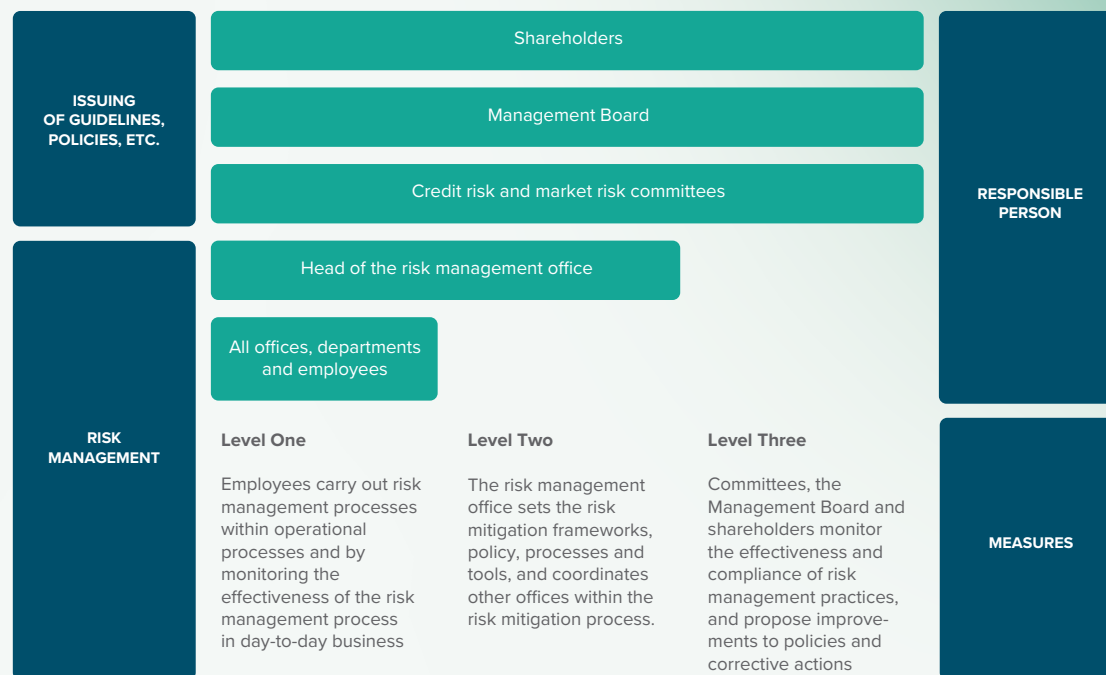 ISSUING
OF GUIDELINES,
POLICIES, ETC.
Shareholders
Management Board
Credit risk and market risk committees
RESPONSIBLE
PERSON
Head of the risk management office
All offices, departments
and employees
RISK
MANAGEMENT
Level One
Employees carry out risk
management processes
within operational
processes and by
monitoring the
effectiveness of the risk
management process
in day-to-day business
Level Two
The risk management
office sets the risk
mitigation frameworks,
policy, processes and
tools, and coordinates
other offices within the
risk mitigation process.
Level Three
Committees, the
Management Board and
shareholders monitor
the effectiveness and
compliance of risk
management practices,
and propose improve-
ments to policies and
corrective actions
MEASURES